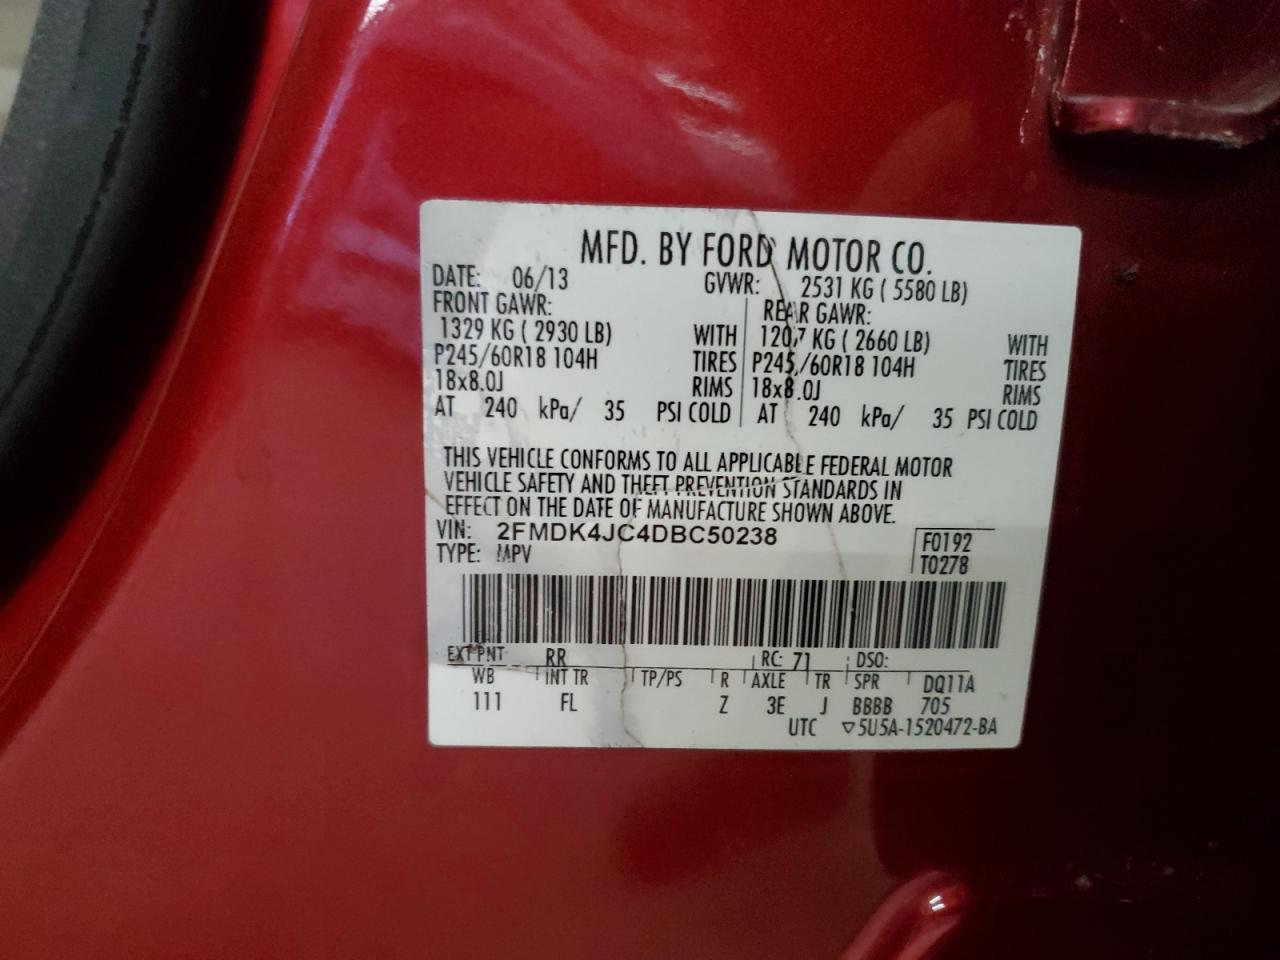 MFD. BY FORD MOTOR CO.
DATE: 06/13 GVWR: 2531 KG ( 5580 LB)
FRONT GAWR: REAR GAWR:
1329 KG ( 2930 LB) WITH 1207 KG ( 2660 LB) WITH
P245/60R18 104H TIRES P245/60R18 104H TIRES
18x8.0J RIMS 18x8.0J RIMS
AT 240 kPa/ 35 PSI COLD AT 240 kPa/ 35 PSI COLD
THIS VEHICLE CONFORMS TO ALL APPLICABLE FEDERAL MOTOR
VEHICLE SAFETY AND THEFT PREVENTION STANDARDS IN
EFFECT ON THE DATE OF MANUFACTURE SHOWN ABOVE.
VIN: 2FMDK4JC4DBC50238 F0192
TYPE: MPV T0278
EXT PNT RR RC: 71 DSO:
WB INT TR TP/PS R AXLE TR SPR DQ11A
111 FL Z 3E J BBBB 705
UTC ▽5U5A-1520472-BA